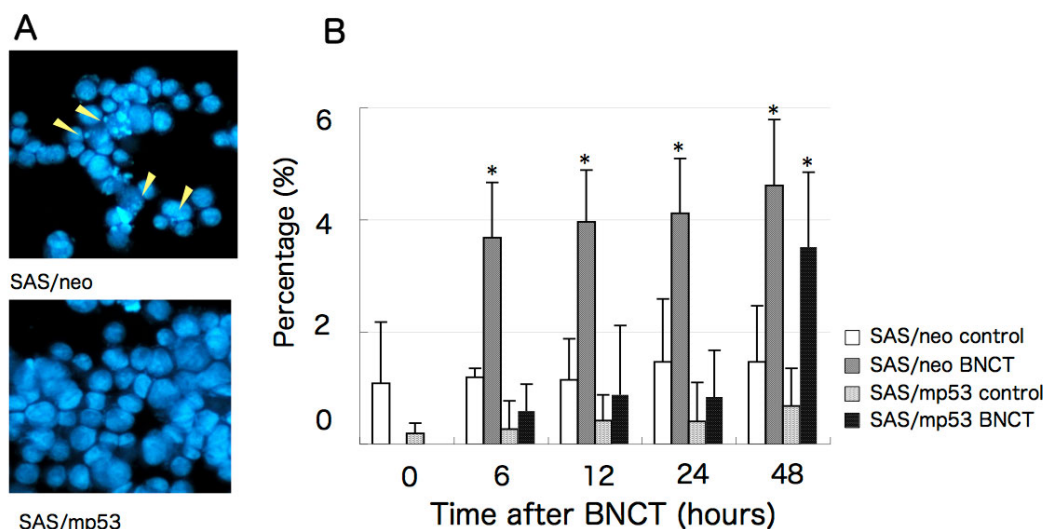 A
SAS/neo
SAS/mp53
B
Percentage (%)
6
4
2
0
* * * * *
0 6 12 24 48
Time after BNCT (hours)
SAS/neo control
SAS/neo BNCT
SAS/mp53 control
SAS/mp53 BNCT